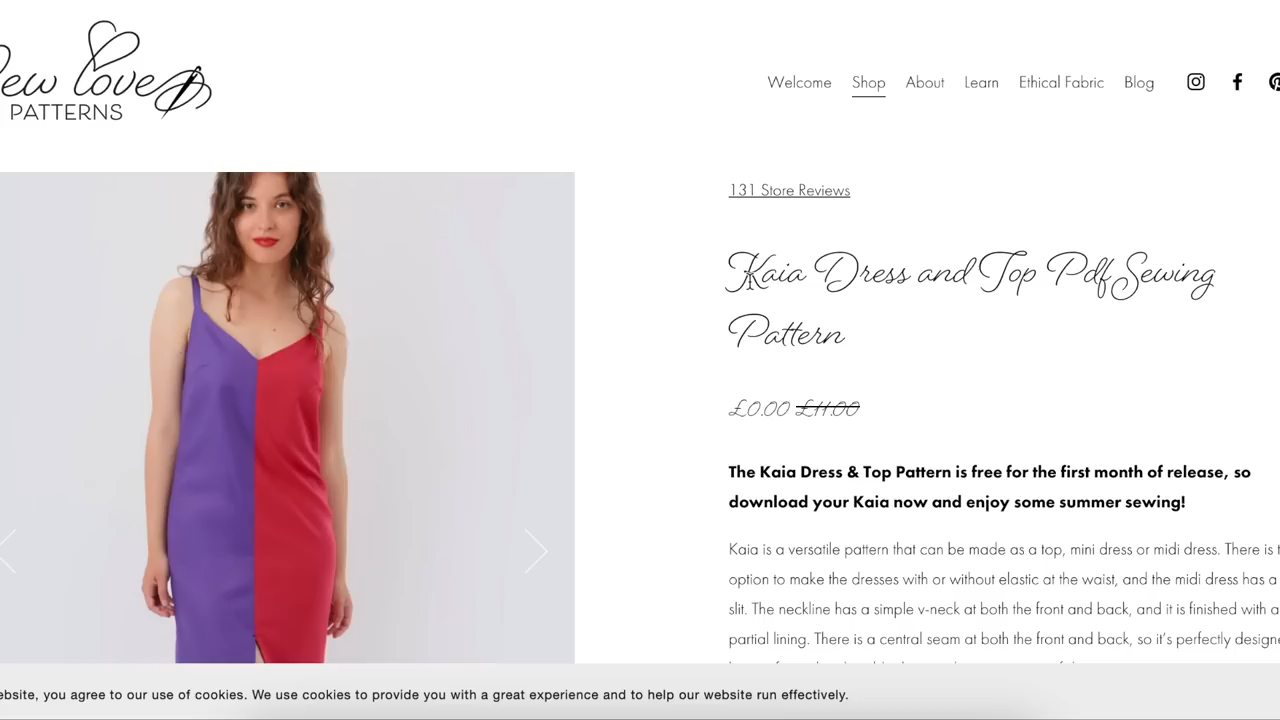 ew love
PATTERNS
Welcome Shop About Learn Ethical Fabric Blog
131 Store Reviews
Kaia Dress and Top Pdf Sewing
Pattern
£0.00 £11.00
The Kaia Dress & Top Pattern is free for the first month of release, so
download your Kaia now and enjoy some summer sewing!
Kaia is a versatile pattern that can be made as a top, mini dress or midi dress. There is t
option to make the dresses with or without elastic at the waist, and the midi dress has a
slit. The neckline has a simple v-neck at both the front and back, and it is finished with a
partial lining. There is a central seam at both the front and back, so it's perfectly designe
ebsite, you agree to our use of cookies. We use cookies to provide you with a great experience and to help our website run effectively.